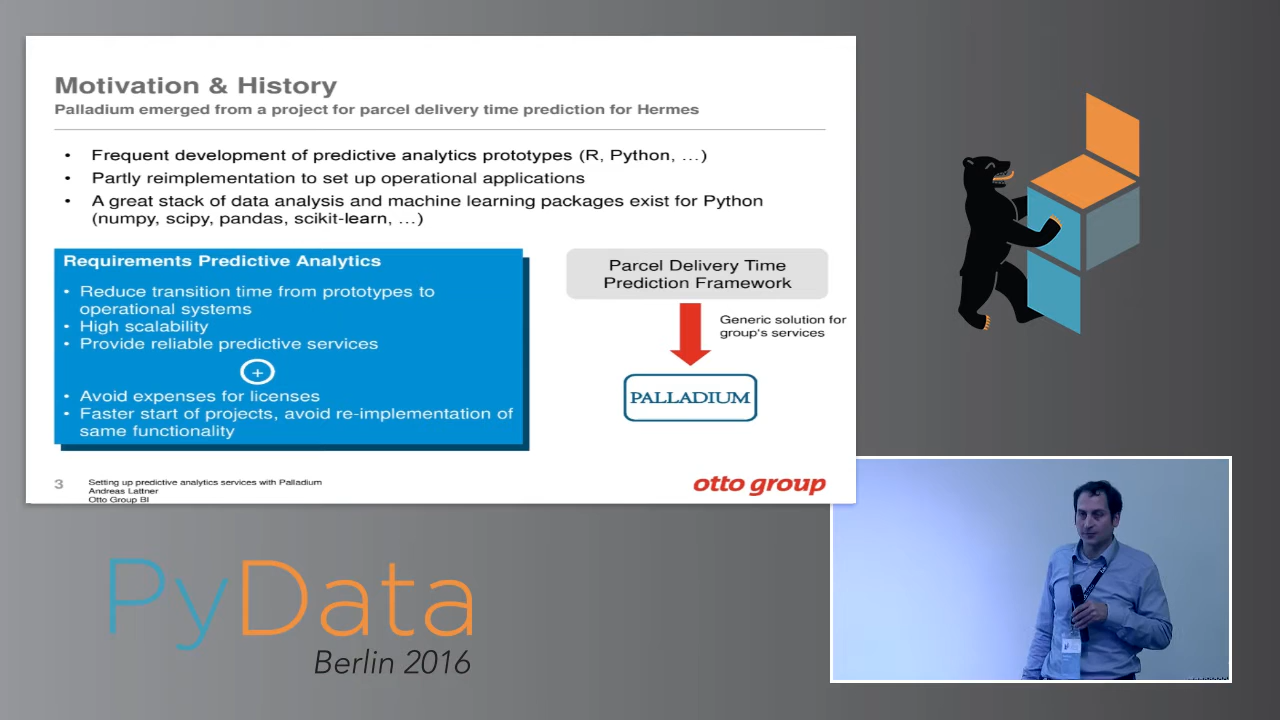 Motivation & History
Palladium emerged from a project for parcel delivery time prediction for Hermes
• Frequent development of predictive analytics prototypes (R, Python, …)
• Partly reimplementation to set up operational applications
• A great stack of data analysis and machine learning packages exist for Python
(numpy, scipy, pandas, scikit-learn, …)
Requirements Predictive Analytics
• Reduce transition time from prototypes to
operational systems
• High scalability
• Provide reliable predictive services
+
• Avoid expenses for licenses
• Faster start of projects, avoid re-implementation of
same functionality
Parcel Delivery Time
Prediction Framework
Generic solution for
group's services
PALLADIUM
3
Setting up predictive analytics services with Palladium
Andreas Lattner
Otto Group BI
otto group
PyData
Berlin 2016